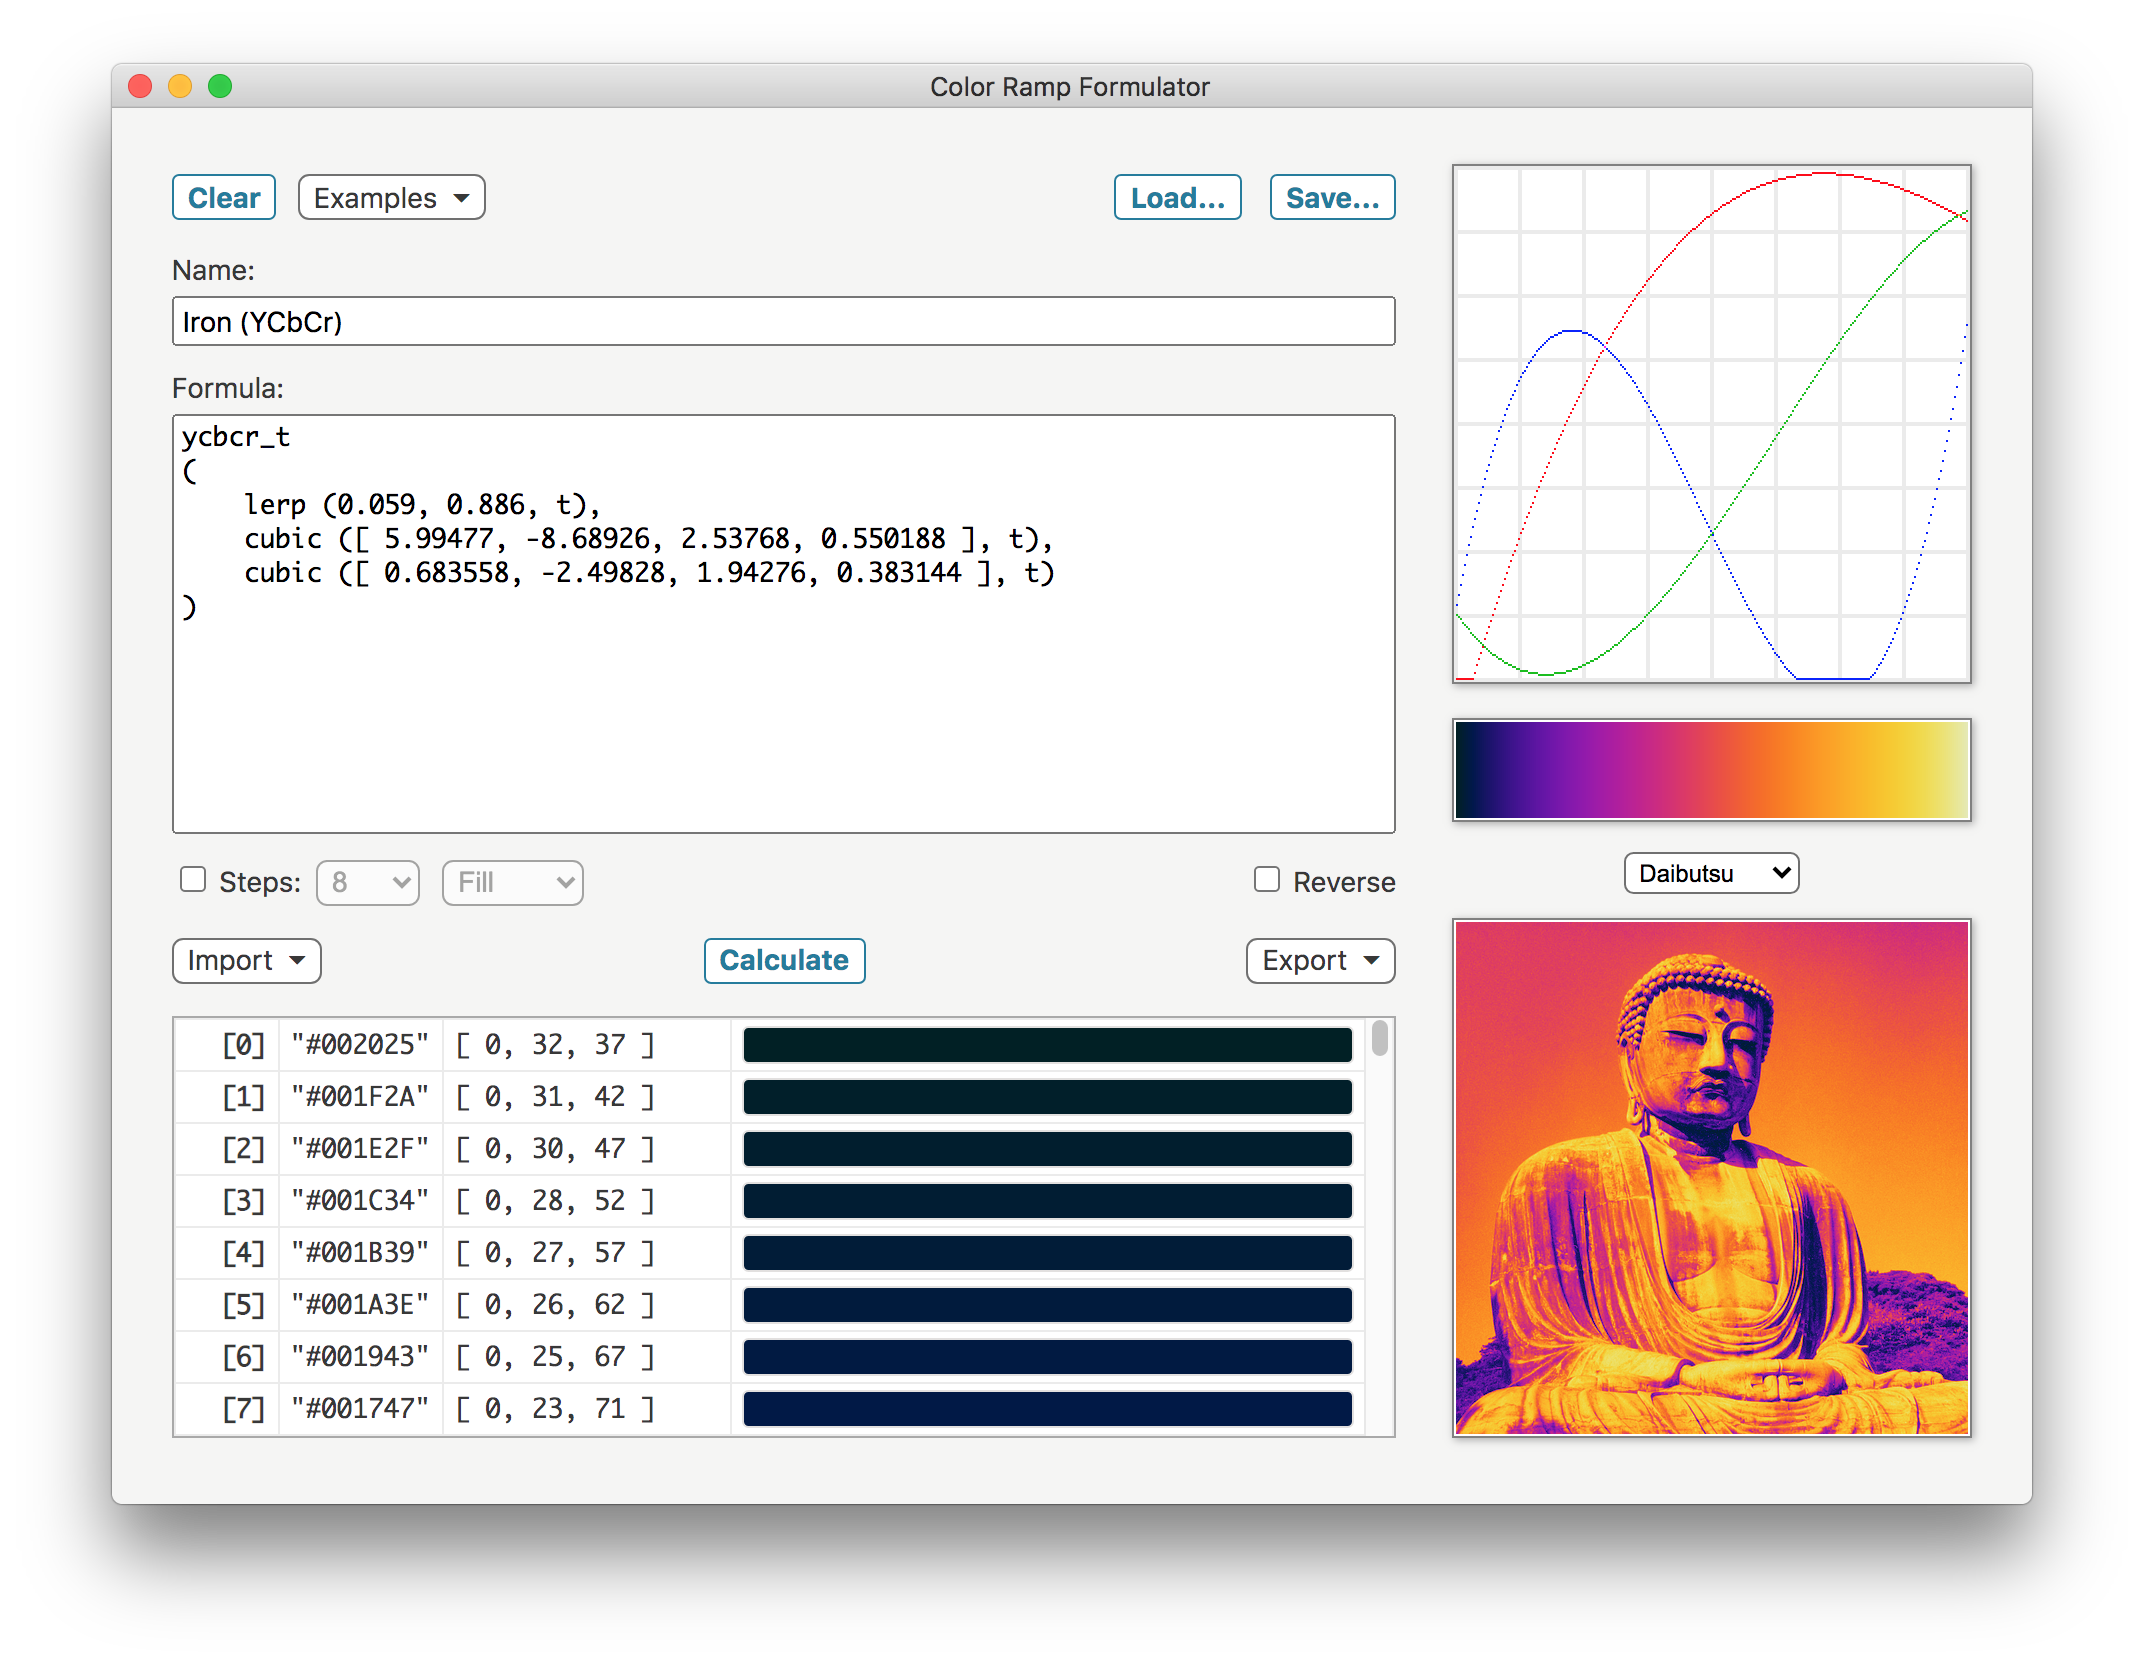 Color Ramp Formulator
Clear Examples Load... Save...
Name:
Iron (YCbCr)
Formula:
ycbcr_t
(
    lerp (0.059, 0.886, t),
    cubic ([ 5.99477, -8.68926, 2.53768, 0.550188 ], t),
    cubic ([ 0.683558, -2.49828, 1.94276, 0.383144 ], t)
)
Steps: 8 Fill Reverse
Daibutsu
Import Calculate Export
[0] "#002025" [ 0, 32, 37 ]
[1] "#001F2A" [ 0, 31, 42 ]
[2] "#001E2F" [ 0, 30, 47 ]
[3] "#001C34" [ 0, 28, 52 ]
[4] "#001B39" [ 0, 27, 57 ]
[5] "#001A3E" [ 0, 26, 62 ]
[6] "#001943" [ 0, 25, 67 ]
[7] "#001747" [ 0, 23, 71 ]